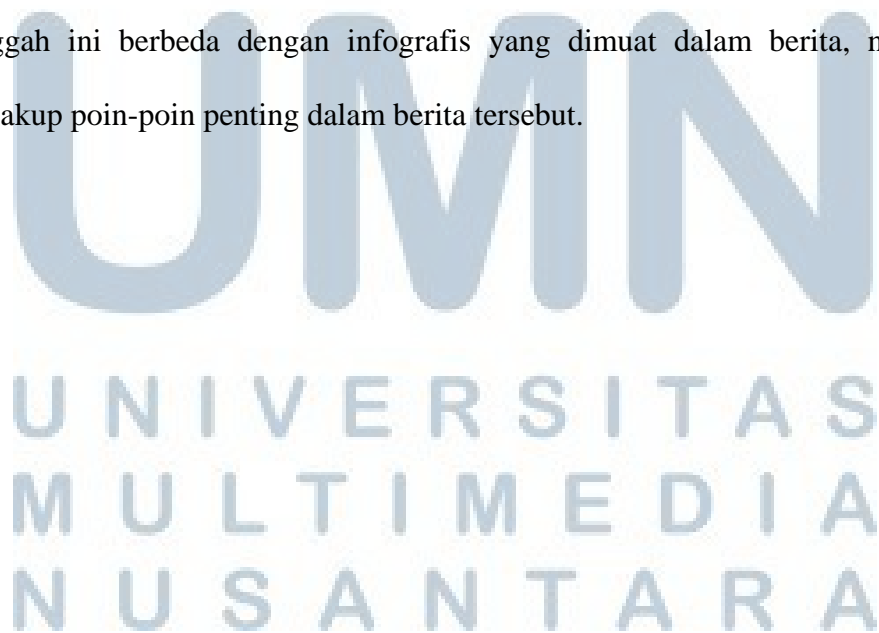 ggah ini berbeda dengan infografis yang dimuat dalam berita, n
akup poin-poin penting dalam berita tersebut.
UMN
UNIVERSITAS
MULTIMEDIA
NUSANTARA